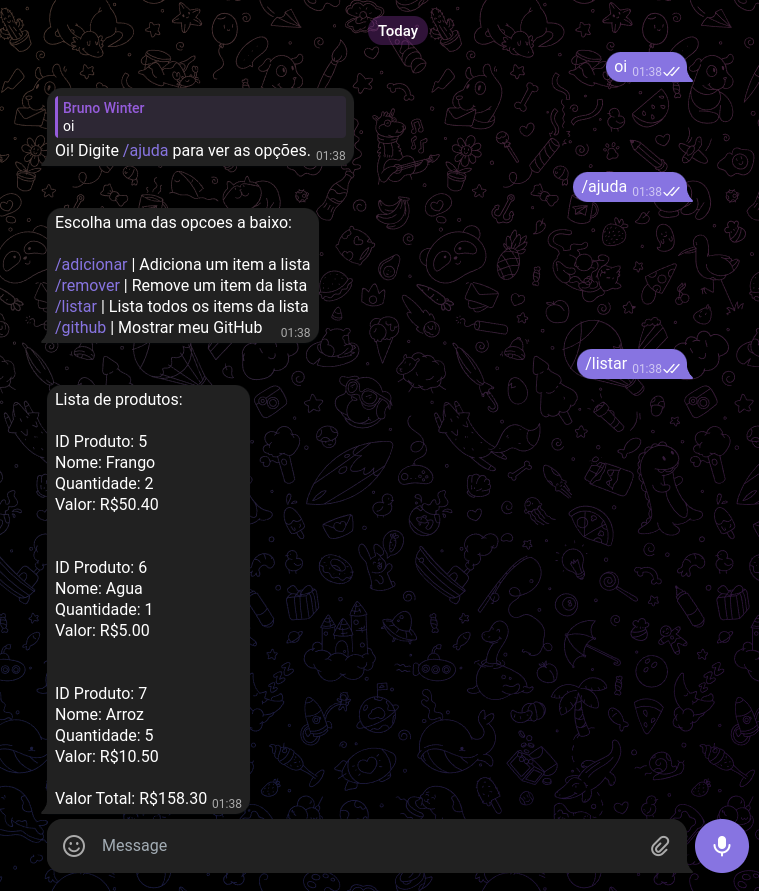 Today
oi 01:38
Bruno Winter
oi
Oi! Digite /ajuda para ver as opções. 01:38
/ajuda 01:38
Escolha uma das opcoes a baixo:
/adicionar | Adiciona um item a lista
/remover | Remove um item da lista
/listar | Lista todos os items da lista
/github | Mostrar meu GitHub 01:38
/listar 01:38
Lista de produtos:
ID Produto: 5
Nome: Frango
Quantidade: 2
Valor: R$50.40
ID Produto: 6
Nome: Agua
Quantidade: 1
Valor: R$5.00
ID Produto: 7
Nome: Arroz
Quantidade: 5
Valor: R$10.50
Valor Total: R$158.30 01:38
Message